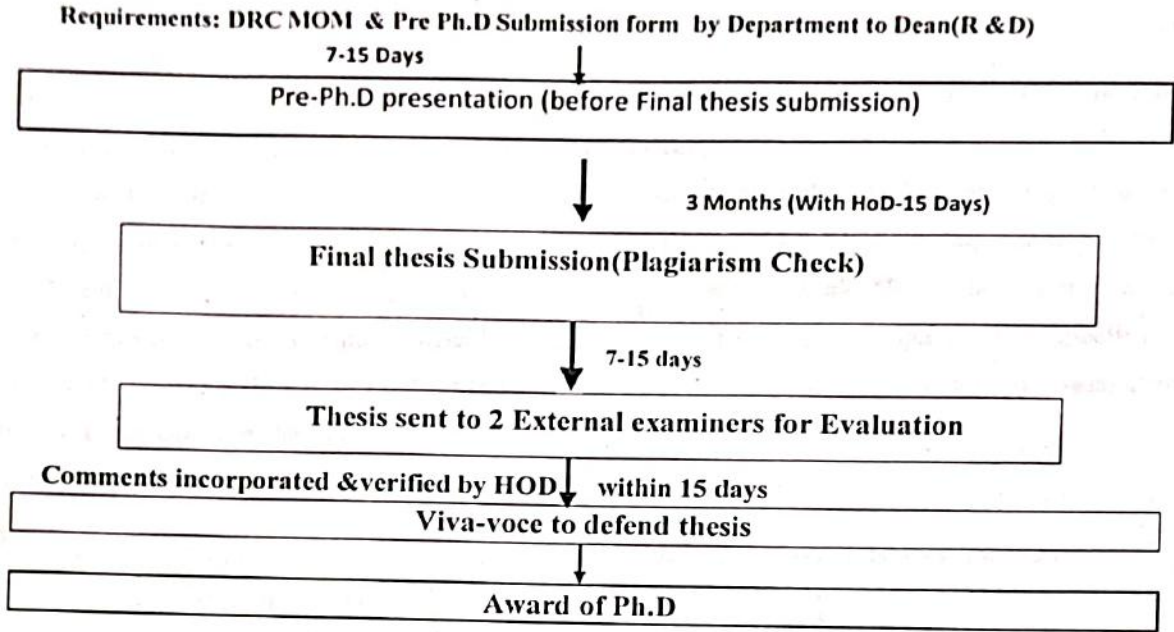 Requirements: DRC MOM & Pre Ph.D Submission form by Department to Dean(R &D)
7-15 Days
Pre-Ph.D presentation (before Final thesis submission)
3 Months (With HoD-15 Days)
Final thesis Submission(Plagiarism Check)
7-15 days
Thesis sent to 2 External examiners for Evaluation
Comments incorporated &verified by HOD within 15 days
Viva-voce to defend thesis
Award of Ph.D